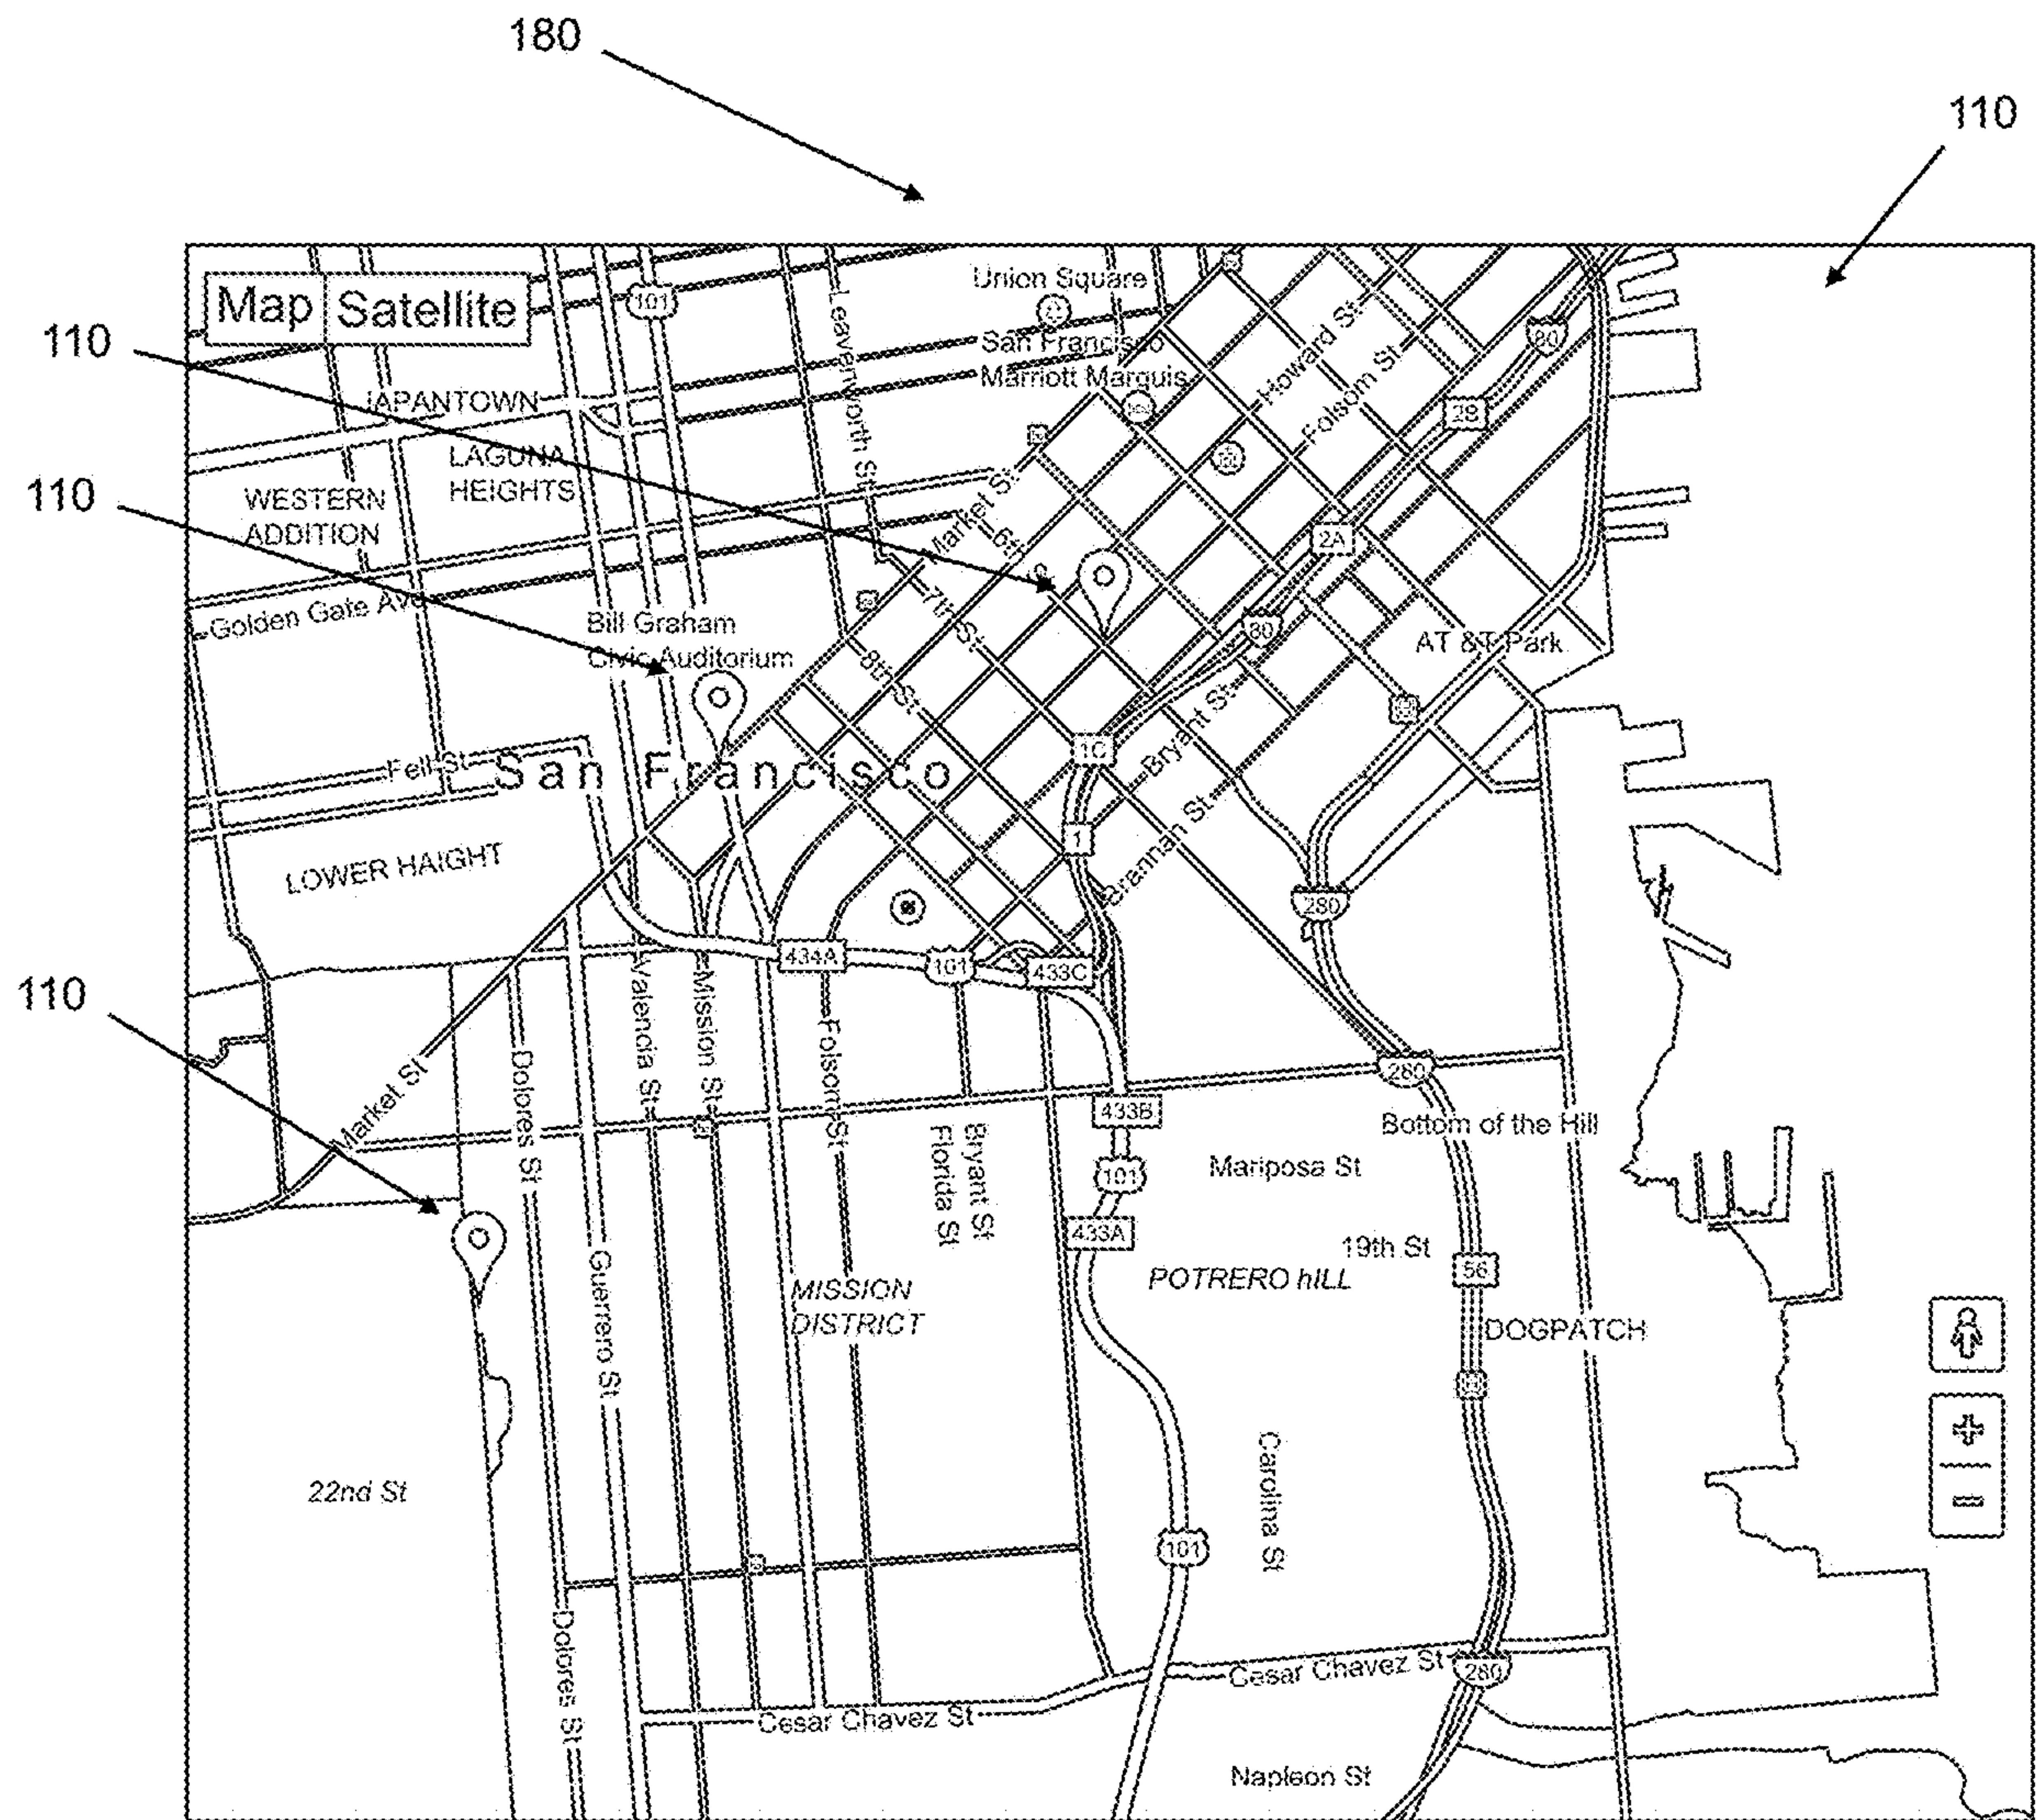 180
110
Map Satellite
101
Union Square
110
San Francisco
Marriott Marquis
Leavenworth St
Howard St
Folsom St
80
2B
JAPANTOWN
LAGUNA
HEIGHTS
110
WESTERN
ADDITION
Market St
6th St
2A
7th St
Golden Gate Ave
Bill Graham
Civic Auditorium
80
AT & T Park
8th St
Fell St
San Francisco
1C
Bryant St
1
Brannan St
LOWER HAIGHT
280
434A
101
433C
110
Valencia St
Mission St
Folsom St
Dolores St
Market St
280
433B
Bottom of the Hill
Florida St
Bryant St
101
Mariposa St
433A
19th St
Guerrero St
MISSION
DISTRICT
POTRERO hILL
56
DOGPATCH
22nd St
Carolina St
101
Dolores St
Cesar Chavez St
280
Cesar Chavez St
Napleon St